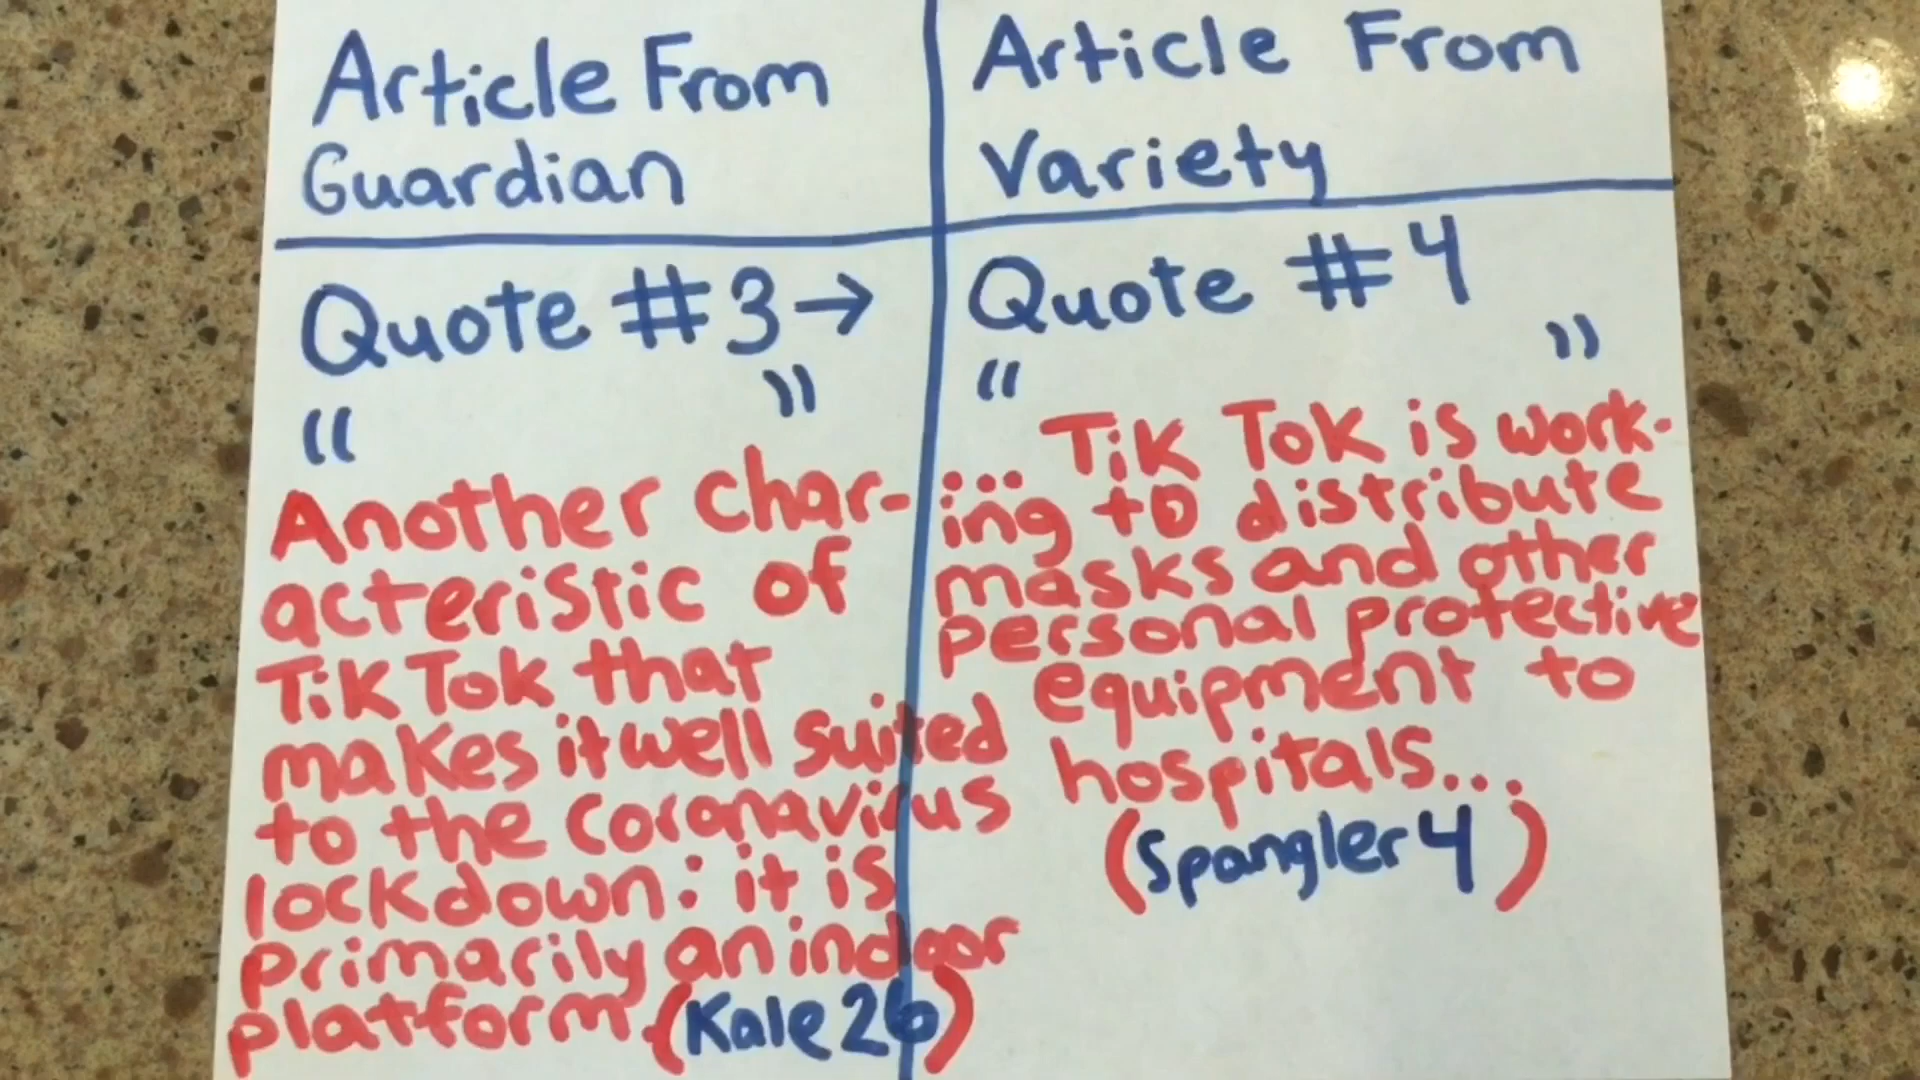 Article From
Guardian
Quote #3→
“ ”
Another char-
acteristic of
TikTok that
makes it well suited
to the coronavirus
lockdown: it is
primarily an indoor
platform. (Kale 26)
Article From
Variety
Quote #4
“ ”
... Tik Tok is work-
ing to distribute
masks and other
personal protective
equipment to
hospitals...
(Spangler 4)